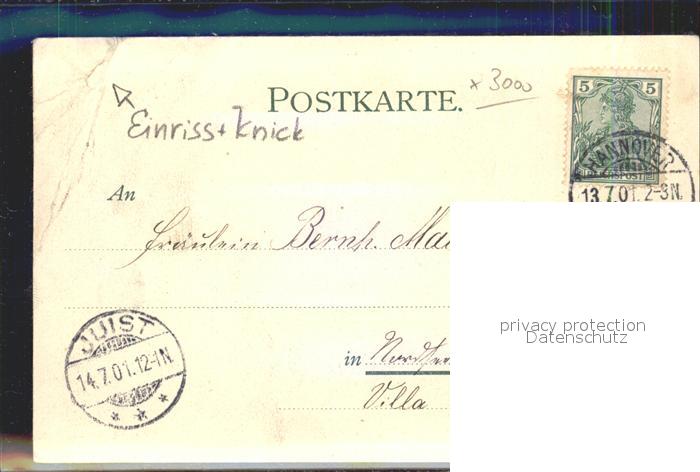 × 3000
POSTKARTE.
5 5
REICHSPOST
Einriss + Knick
HANNOVER
13.7.01. 2-3N.
An
Fräulein Bernh.
privacy protection
Datenschutz
JUIST
14.7.01. 12-1N
in
Villa